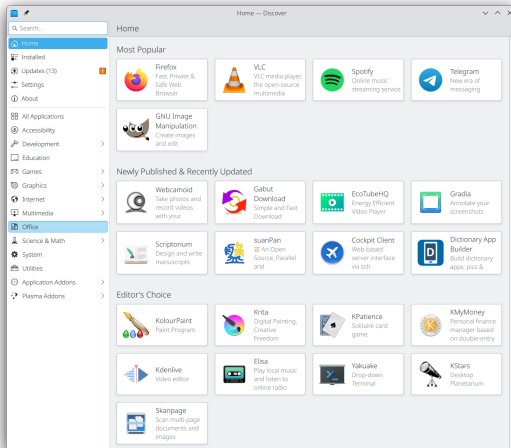 Home — Discover
Search...
Home
Home
Installed
Updates (13)
Settings
About
All Applications
Accessibility
Development
Education
Games
Graphics
Internet
Multimedia
Office
Science & Math
System
Utilities
Application Addons
Plasma Addons
Most Popular
Firefox
Fast, Private &
Safe Web
Browser
VLC
VLC media player,
the open-source
multimedia
Spotify
Online music
streaming service
Telegram
New era of
messaging
GNU Image
Manipulation
Create images
and edit
Newly Published & Recently Updated
Webcamoid
Take photos and
record videos
with your
Gabut
Download
Simple and Fast
Download
EcoTubeHQ
Energy Efficient
Video Player
Gradia
Annotate your
screenshots
Scriptorium
Design and write
manuscripts
suanPan
An Open
Source, Parallel
and
Cockpit Client
Web-based
server interface
via ssh
Dictionary App
Builder
Build dictionary
apps: pics &
Editor's Choice
KolourPaint
Paint Program
Krita
Digital Painting,
Creative
Freedom
KPatience
Solitaire card
game
KMyMoney
Personal finance
manager based
on double-entry
Kdenlive
Video editor
Elisa
Play local music
and listen to
online radio
Yakuake
Drop-down
Terminal
KStars
Desktop
Planetarium
Skanpage
Scan multi-page
documents and
images